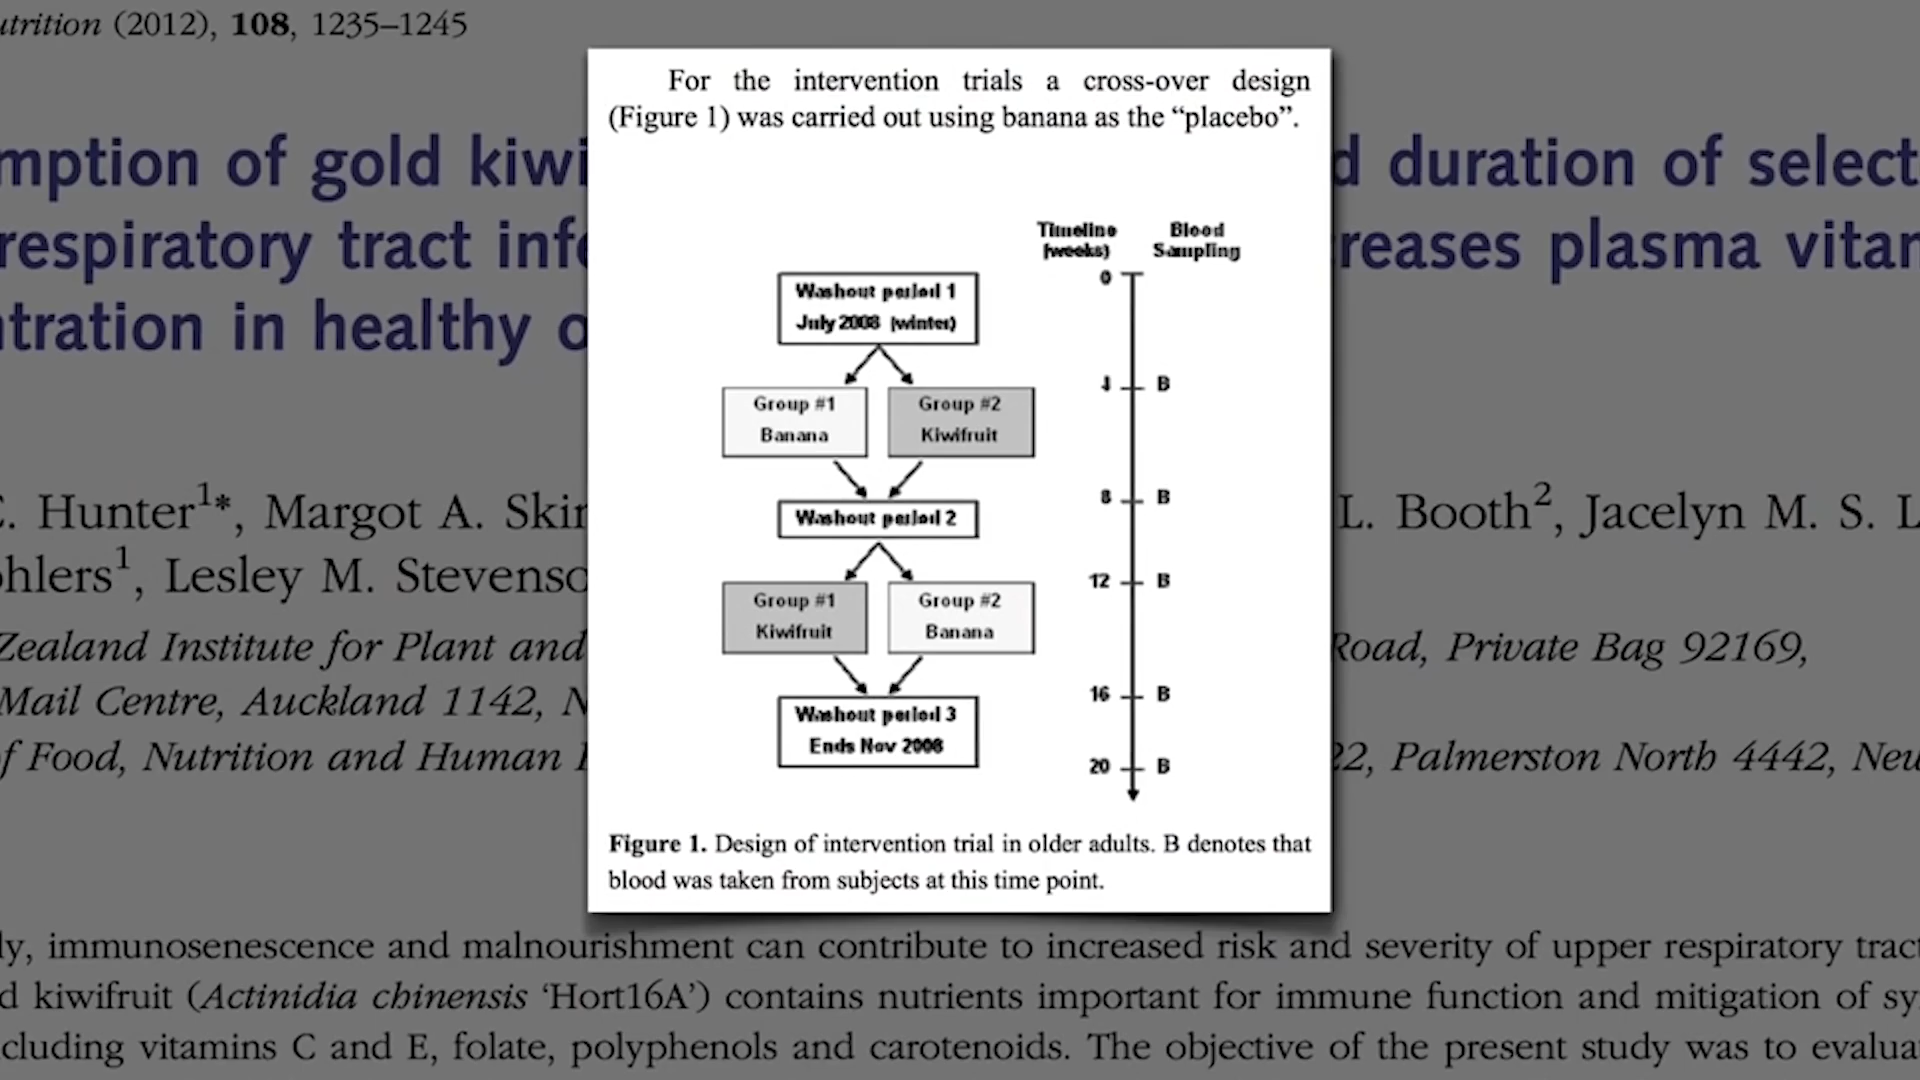 utrition (2012), 108, 1235–1245
For the intervention trials a cross-over design
(Figure 1) was carried out using banana as the “placebo”.
mption of gold kiwi
d duration of select
respiratory tract info
reases plasma vitan
tration in healthy o
Timeline
(weeks)
Blood
Sampling
0
Washout period 1
July 2008 (winter)
4 B
Group #1
Banana
Group #2
Kiwifruit
8 B
Washout period 2
12 B
Group #1
Kiwifruit
Group #2
Banana
16 B
Washout period 3
Ends Nov 2008
20 B
Figure 1. Design of intervention trial in older adults. B denotes that
blood was taken from subjects at this time point.
. Hunter1*, Margot A. Skin
L. Booth2, Jacelyn M. S. L
ohlers1, Lesley M. Stevenso
Zealand Institute for Plant and
Road, Private Bag 92169,
Mail Centre, Auckland 1142, N
f Food, Nutrition and Human
22, Palmerston North 4442, New
ly, immunosenescence and malnourishment can contribute to increased risk and severity of upper respiratory tract
d kiwifruit (Actinidia chinensis ‘Hort16A’) contains nutrients important for immune function and mitigation of sy
cluding vitamins C and E, folate, polyphenols and carotenoids. The objective of the present study was to evalua